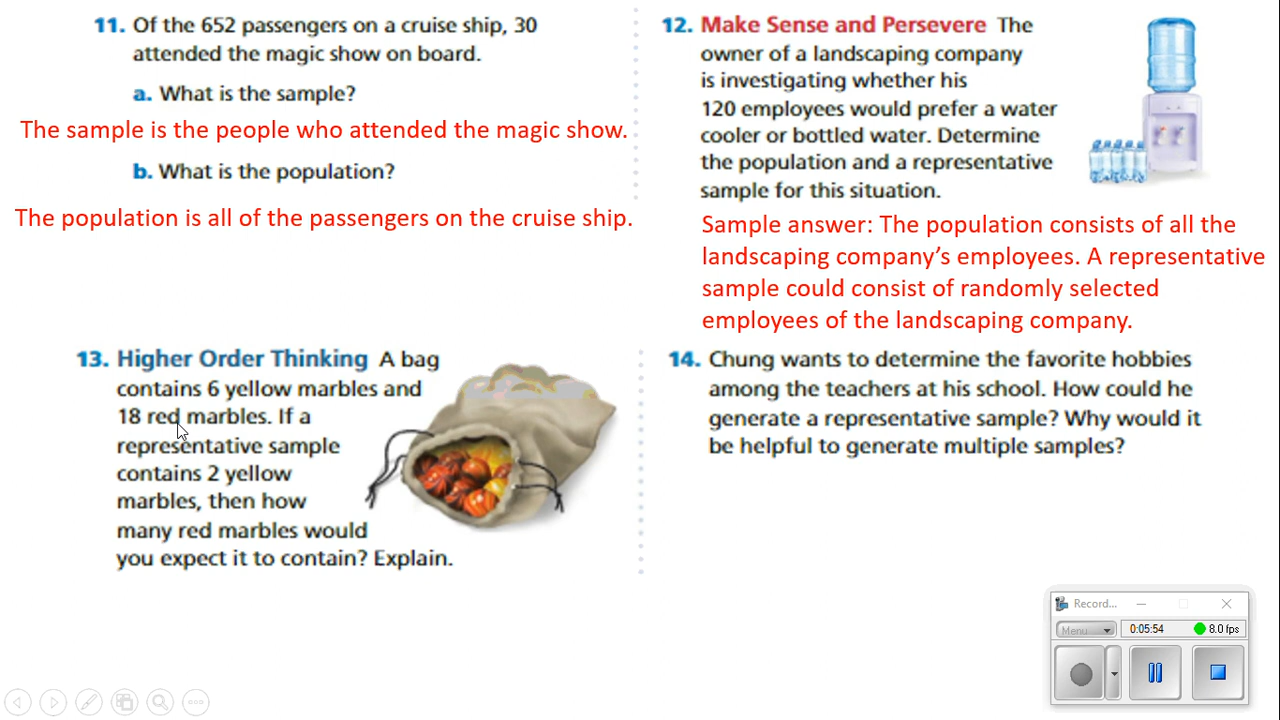 11. Of the 652 passengers on a cruise ship, 30
attended the magic show on board.
a. What is the sample?
The sample is the people who attended the magic show.
b. What is the population?
The population is all of the passengers on the cruise ship.
12. Make Sense and Persevere The
owner of a landscaping company
is investigating whether his
120 employees would prefer a water
cooler or bottled water. Determine
the population and a representative
sample for this situation.
Sample answer: The population consists of all the
landscaping company's employees. A representative
sample could consist of randomly selected
employees of the landscaping company.
13. Higher Order Thinking A bag
contains 6 yellow marbles and
18 red marbles. If a
representative sample
contains 2 yellow
marbles, then how
many red marbles would
you expect it to contain? Explain.
14. Chung wants to determine the favorite hobbies
among the teachers at his school. How could he
generate a representative sample? Why would it
be helpful to generate multiple samples?
Record...
Menu
0:05:54
8.0 fps